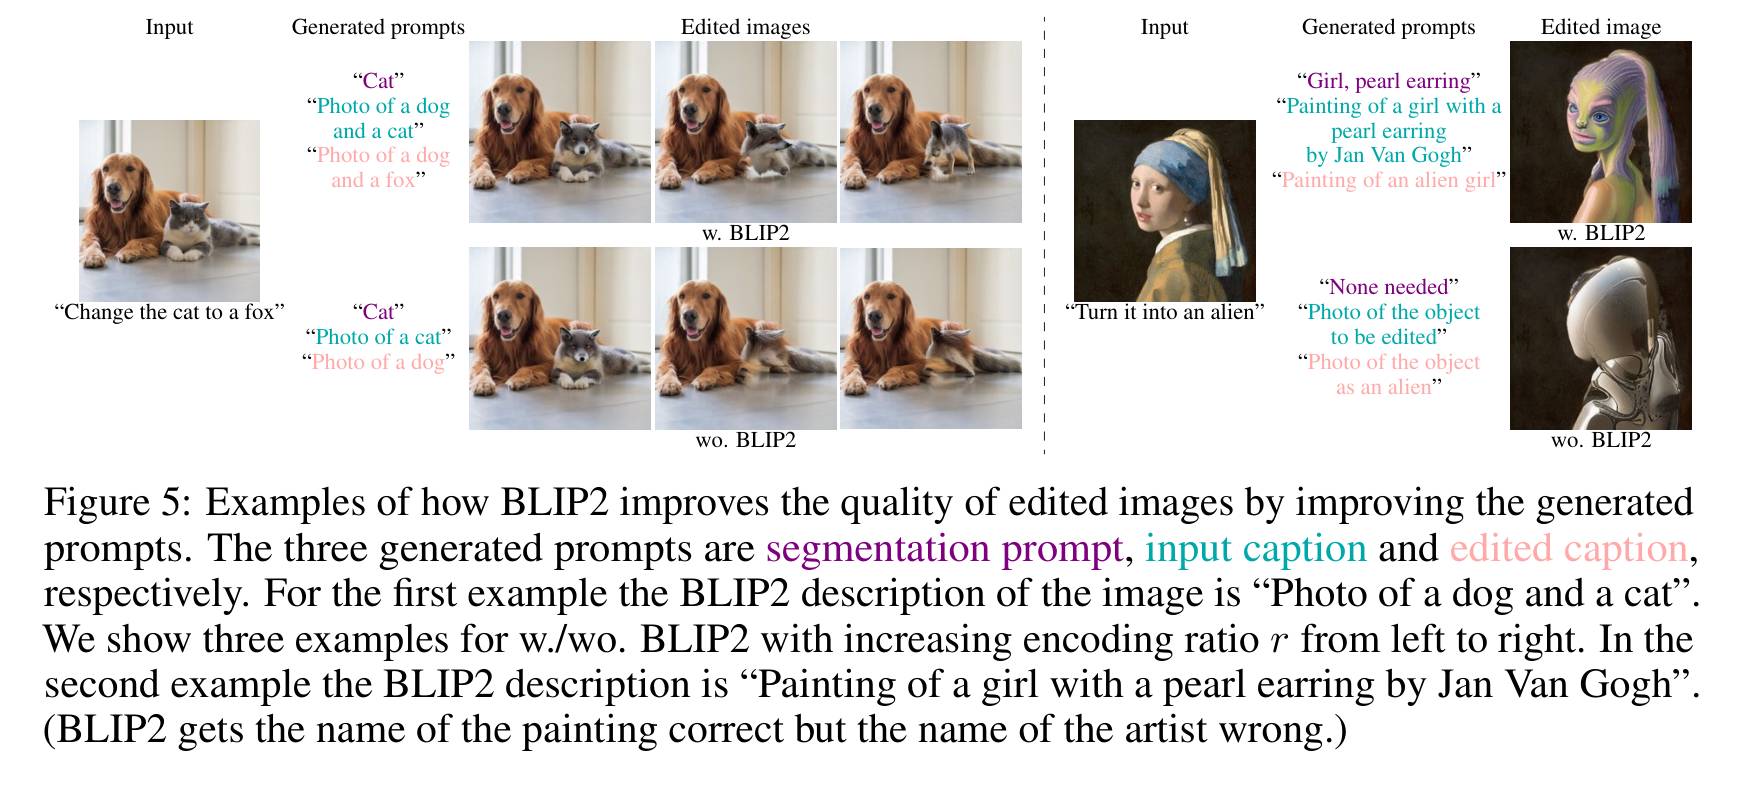 Input
Generated prompts
Edited images
“Cat”
“Photo of a dog
and a cat”
“Photo of a dog
and a fox”
w. BLIP2
“Change the cat to a fox”
“Cat”
“Photo of a cat”
“Photo of a dog”
wo. BLIP2
Input
Generated prompts
Edited image
“Girl, pearl earring”
“Painting of a girl with a
pearl earring
by Jan Van Gogh”
“Painting of an alien girl”
w. BLIP2
“Turn it into an alien”
“None needed”
“Photo of the object
to be edited”
“Photo of the object
as an alien”
wo. BLIP2
Figure 5: Examples of how BLIP2 improves the quality of edited images by improving the generated
prompts. The three generated prompts are segmentation prompt, input caption and edited caption,
respectively. For the first example the BLIP2 description of the image is “Photo of a dog and a cat”.
We show three examples for w./wo. BLIP2 with increasing encoding ratio r from left to right. In the
second example the BLIP2 description is “Painting of a girl with a pearl earring by Jan Van Gogh”.
(BLIP2 gets the name of the painting correct but the name of the artist wrong.)